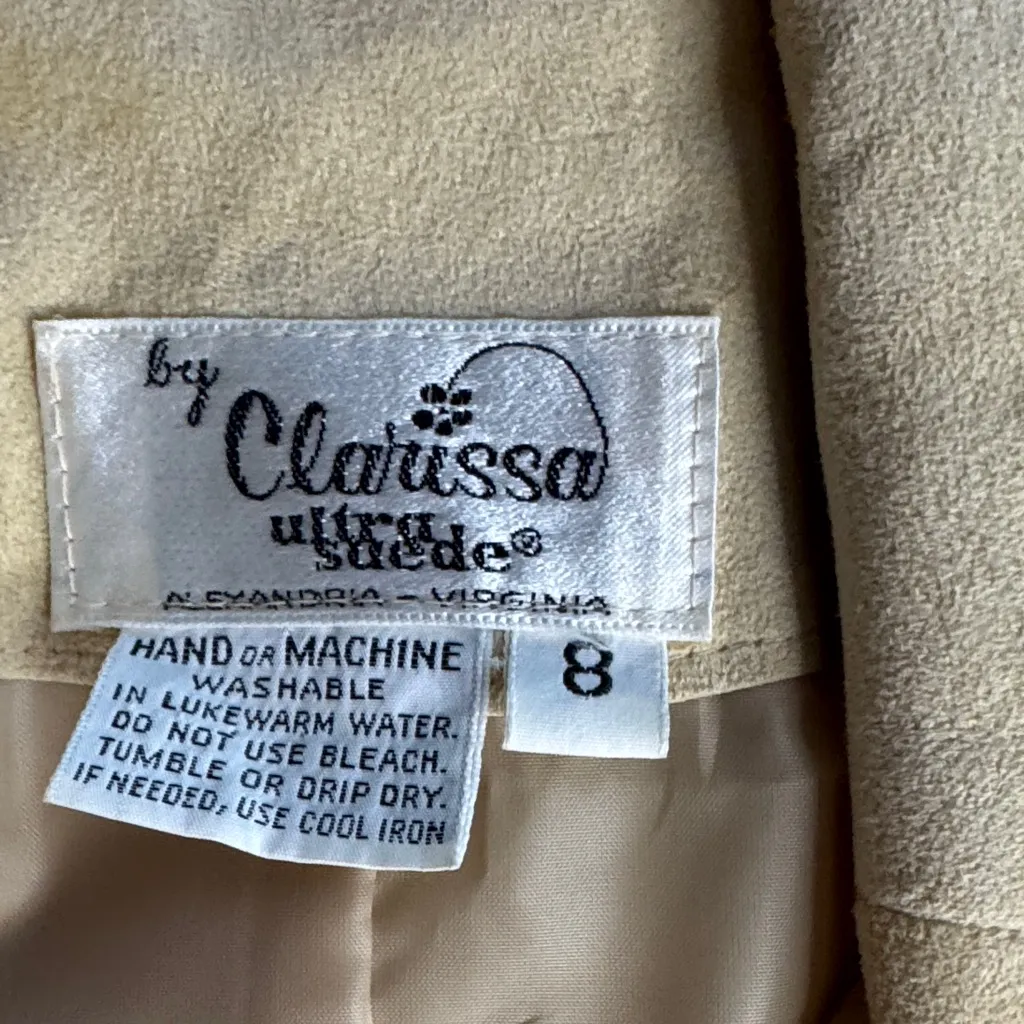 by
Clarissa
ultra
suede®
ALEXANDRIA - VIRGINIA
HAND OR MACHINE
WASHABLE
IN LUKEWARM WATER.
DO NOT USE BLEACH.
TUMBLE OR DRIP DRY.
IF NEEDED, USE COOL IRON
8